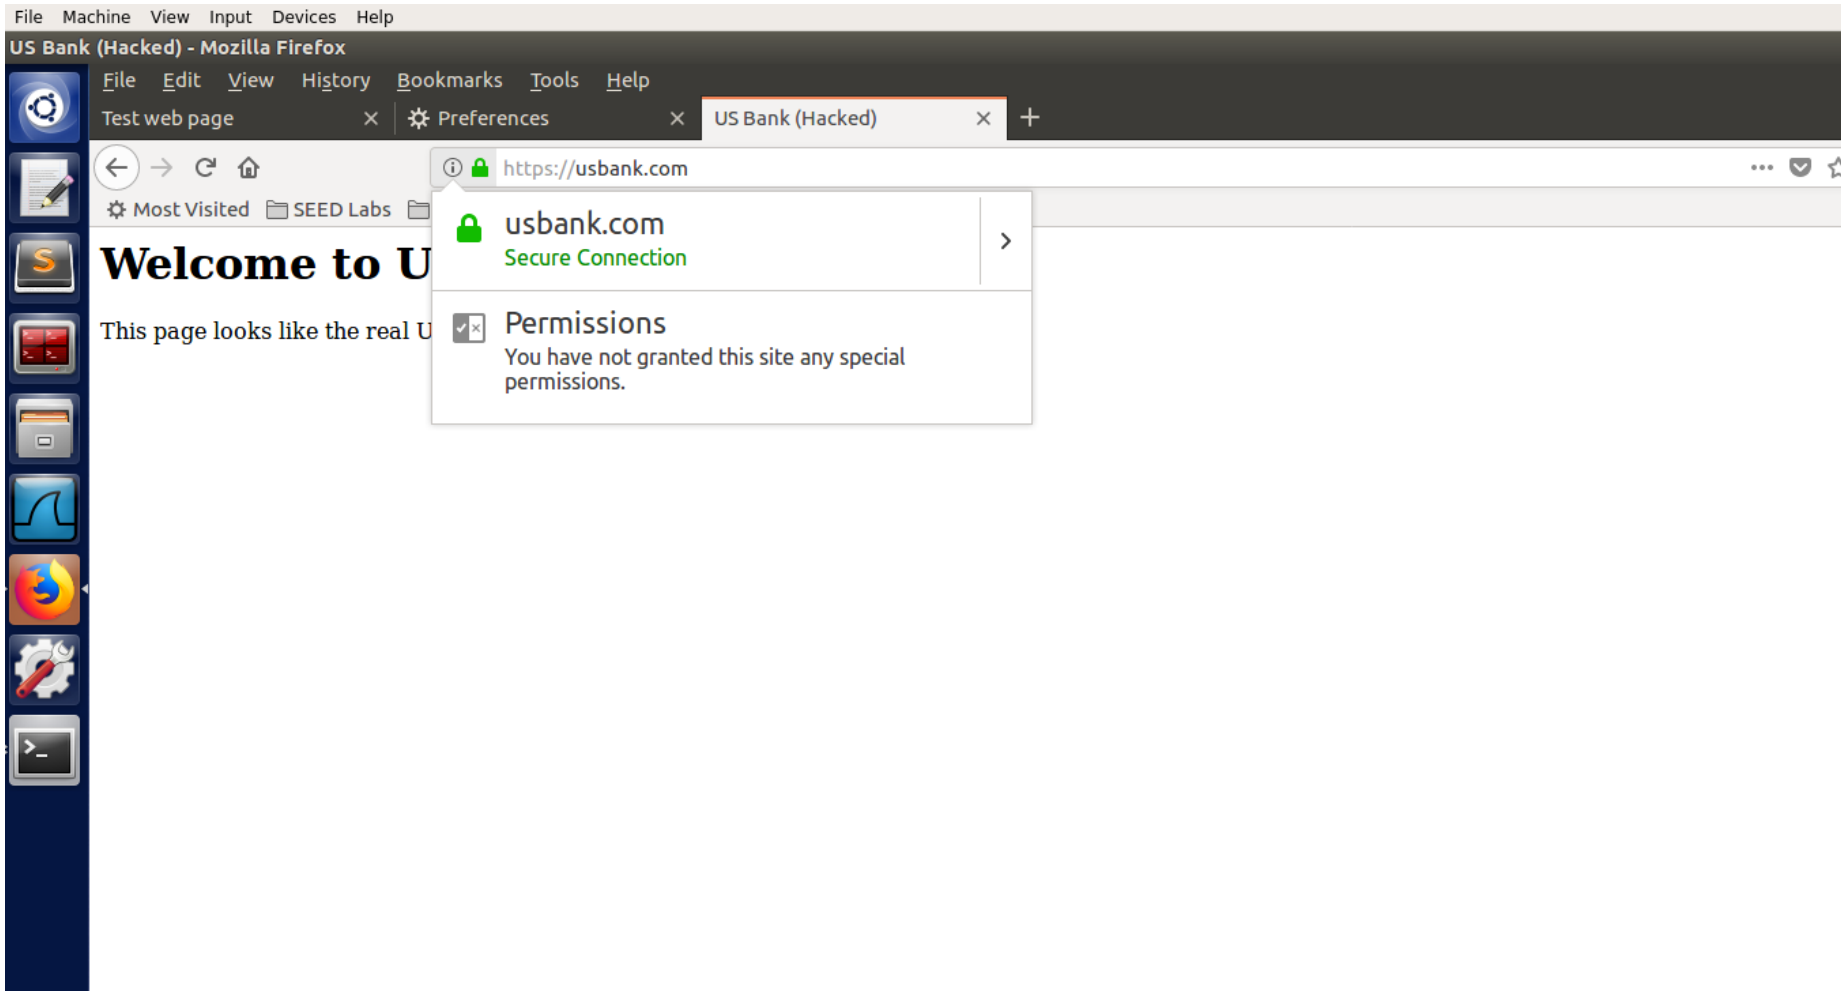 File Machine View Input Devices Help
US Bank (Hacked) - Mozilla Firefox
File Edit View History Bookmarks Tools Help
Test web page Preferences US Bank (Hacked)
https://usbank.com
Most Visited SEED Labs
usbank.com
Secure Connection
Welcome to U
This page looks like the real U
Permissions
You have not granted this site any special
permissions.